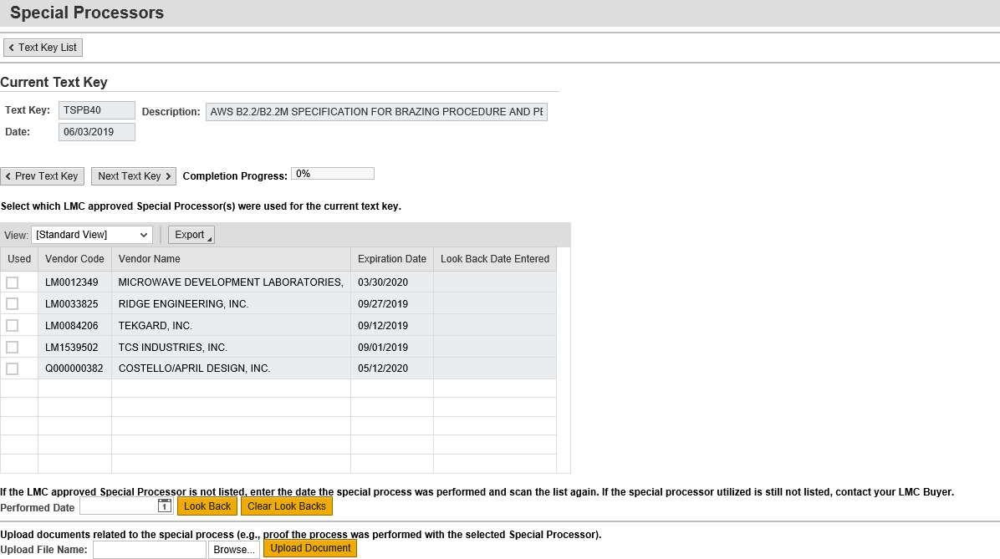 Special Processors
Text Key List
Current Text Key
Text Key: TSPB40 Description: AWS B2.2/B2.2M SPECIFICATION FOR BRAZING PROCEDURE AND PE
Date: 06/03/2019
Prev Text Key Next Text Key Completion Progress: 0%
Select which LMC approved Special Processor(s) were used for the current text key.
View: [Standard View] Export
Used Vendor Code Vendor Name Expiration Date Look Back Date Entered
LM0012349 MICROWAVE DEVELOPMENT LABORATORIES, 03/30/2020
LM0033825 RIDGE ENGINEERING, INC. 09/27/2019
LM0084206 TEKGARD, INC. 09/12/2019
LM1539502 TCS INDUSTRIES, INC. 09/01/2019
Q000000382 COSTELLO/APRIL DESIGN, INC. 05/12/2020
If the LMC approved Special Processor is not listed, enter the date the special process was performed and scan the list again. If the special processor utilized is still not listed, contact your LMC Buyer.
Performed Date 1 Look Back Clear Look Backs
Upload documents related to the special process (e.g., proof the process was performed with the selected Special Processor).
Upload File Name: Browse... Upload Document